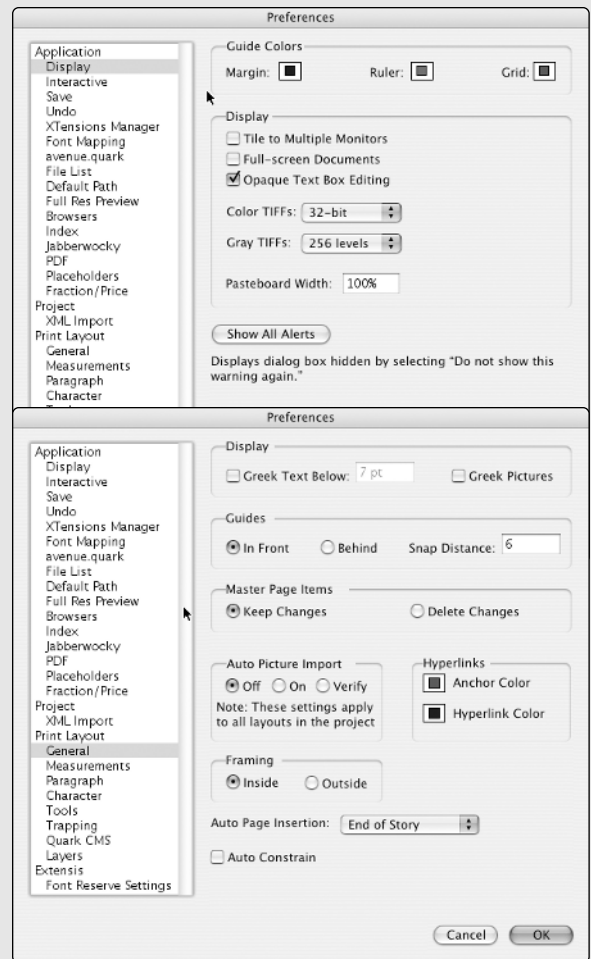 Preferences
Application
Display
Interactive
Save
Undo
XTensions Manager
Font Mapping
avenue.quark
File List
Default Path
Full Res Preview
Browsers
Index
Jabberwocky
PDF
Placeholders
Fraction/Price
Project
XML Import
Print Layout
General
Measurements
Paragraph
Character
Guide Colors
Margin: Ruler: Grid:
Display
Tile to Multiple Monitors
Full-screen Documents
Opaque Text Box Editing
Color TIFFs: 32-bit
Gray TIFFs: 256 levels
Pasteboard Width: 100%
Show All Alerts
Displays dialog box hidden by selecting “Do not show this
warning again.”
Preferences
Application
Display
Interactive
Save
Undo
XTensions Manager
Font Mapping
avenue.quark
File List
Default Path
Full Res Preview
Browsers
Index
Jabberwocky
PDF
Placeholders
Fraction/Price
Project
XML Import
Print Layout
General
Measurements
Paragraph
Character
Tools
Trapping
Quark CMS
Layers
Extensis
Font Reserve Settings
Display
Greek Text Below: 7 pt Greek Pictures
Guides
In Front Behind Snap Distance: 6
Master Page Items
Keep Changes Delete Changes
Auto Picture Import
Off On Verify
Note: These settings apply
to all layouts in the project
Hyperlinks
Anchor Color
Hyperlink Color
Framing
Inside Outside
Auto Page Insertion: End of Story
Auto Constrain
Cancel OK